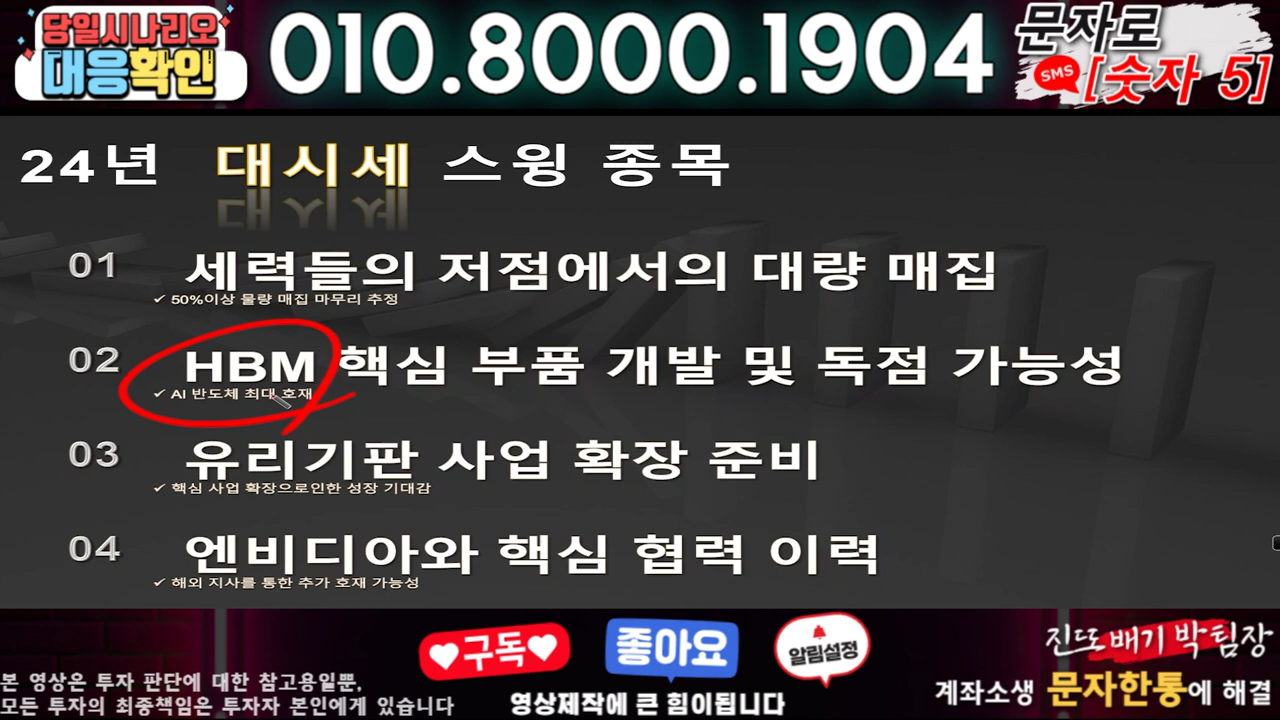 당일시나리오
대응확인
010.8000.1904
문자로
SMS
[숫자 5]
24년 대시세 스윙 종목
01 세력들의 저점에서의 대량 매집
✓ 50%이상 물량 매집 마무리 추정
02 HBM 핵심 부품 개발 및 독점 가능성
✓ AI 반도체 최대 호재
03 유리기판 사업 확장 준비
✓ 핵심 사업 확장으로인한 성장 기대감
04 엔비디아와 핵심 협력 이력
✓ 해외 지사를 통한 추가 호재 가능성
구독
좋아요
알림설정
영상제작에 큰 힘이됩니다
본 영상은 투자 판단에 대한 참고용일뿐,
모든 투자의 최종책임은 투자자 본인에게 있습니다
진또배기 박팀장
계좌소생 문자한통에 해결